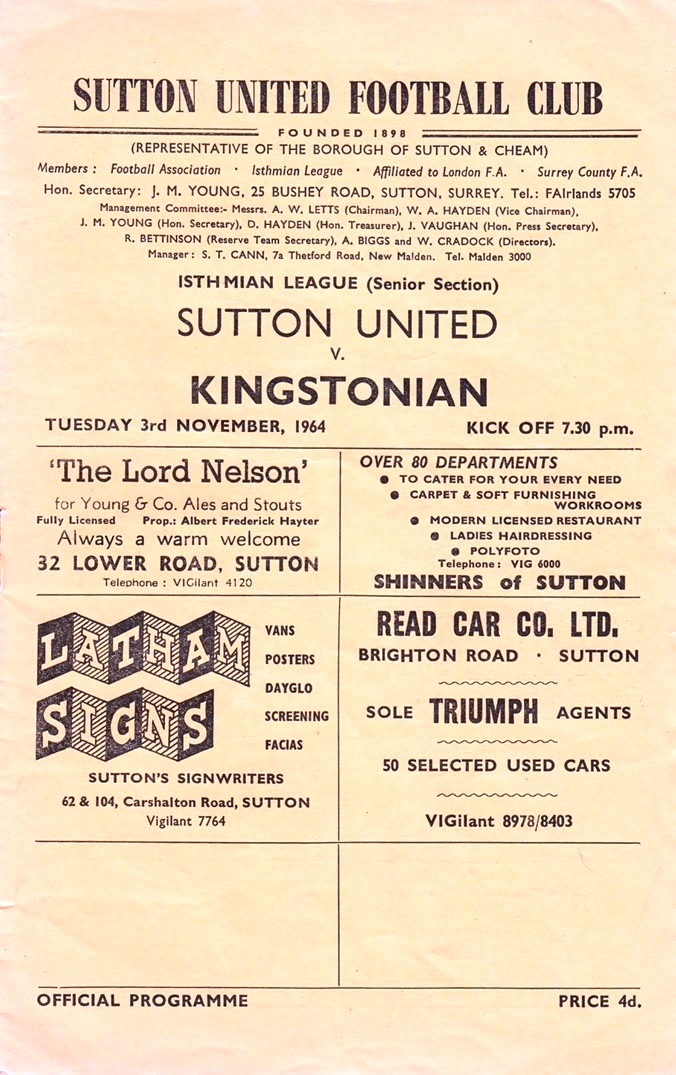 SUTTON UNITED FOOTBALL CLUB
FOUNDED 1898
(REPRESENTATIVE OF THE BOROUGH OF SUTTON & CHEAM)
Members : Football Association · Isthmian League · Affiliated to London F.A. · Surrey County F.A.
Hon. Secretary: J. M. YOUNG, 25 BUSHEY ROAD, SUTTON, SURREY. Tel.: FAIrlands 5705
Management Committee:- Messrs. A. W. LETTS (Chairman), W. A. HAYDEN (Vice Chairman),
J. M. YOUNG (Hon. Secretary), D. HAYDEN (Hon. Treasurer), J. VAUGHAN (Hon. Press Secretary),
R. BETTINSON (Reserve Team Secretary), A. BIGGS and W. CRADOCK (Directors).
Manager: S. T. CANN, 7a Thetford Road, New Malden. Tel. Malden 3000
ISTHMIAN LEAGUE (Senior Section)
SUTTON UNITED
V.
KINGSTONIAN
TUESDAY 3rd NOVEMBER, 1964 KICK OFF 7.30 p.m.
'The Lord Nelson'
for Young & Co. Ales and Stouts
Fully Licensed Prop.: Albert Frederick Hayter
Always a warm welcome
32 LOWER ROAD, SUTTON
Telephone : VIGilant 4120
OVER 80 DEPARTMENTS
● TO CATER FOR YOUR EVERY NEED
● CARPET & SOFT FURNISHING
WORKROOMS
● MODERN LICENSED RESTAURANT
● LADIES HAIRDRESSING
● POLYFOTO
Telephone : VIG 6000
SHINNERS of SUTTON
LATHAM
SIGNS
VANS
POSTERS
DAYGLO
SCREENING
FACIAS
SUTTON'S SIGNWRITERS
62 & 104, Carshalton Road, SUTTON
Vigilant 7764
READ CAR CO. LTD.
BRIGHTON ROAD · SUTTON
SOLE TRIUMPH AGENTS
50 SELECTED USED CARS
VIGilant 8978/8403
OFFICIAL PROGRAMME PRICE 4d.